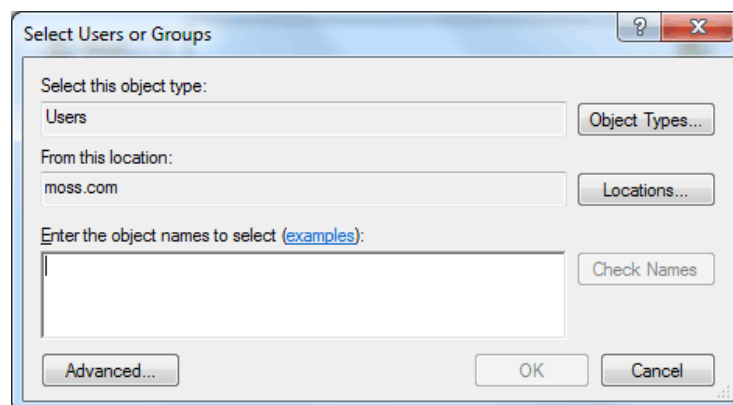 Select Users or Groups
Select this object type:
Users
Object Types...
From this location:
moss.com
Locations...
Enter the object names to select (examples):
Check Names
Advanced...
OK
Cancel